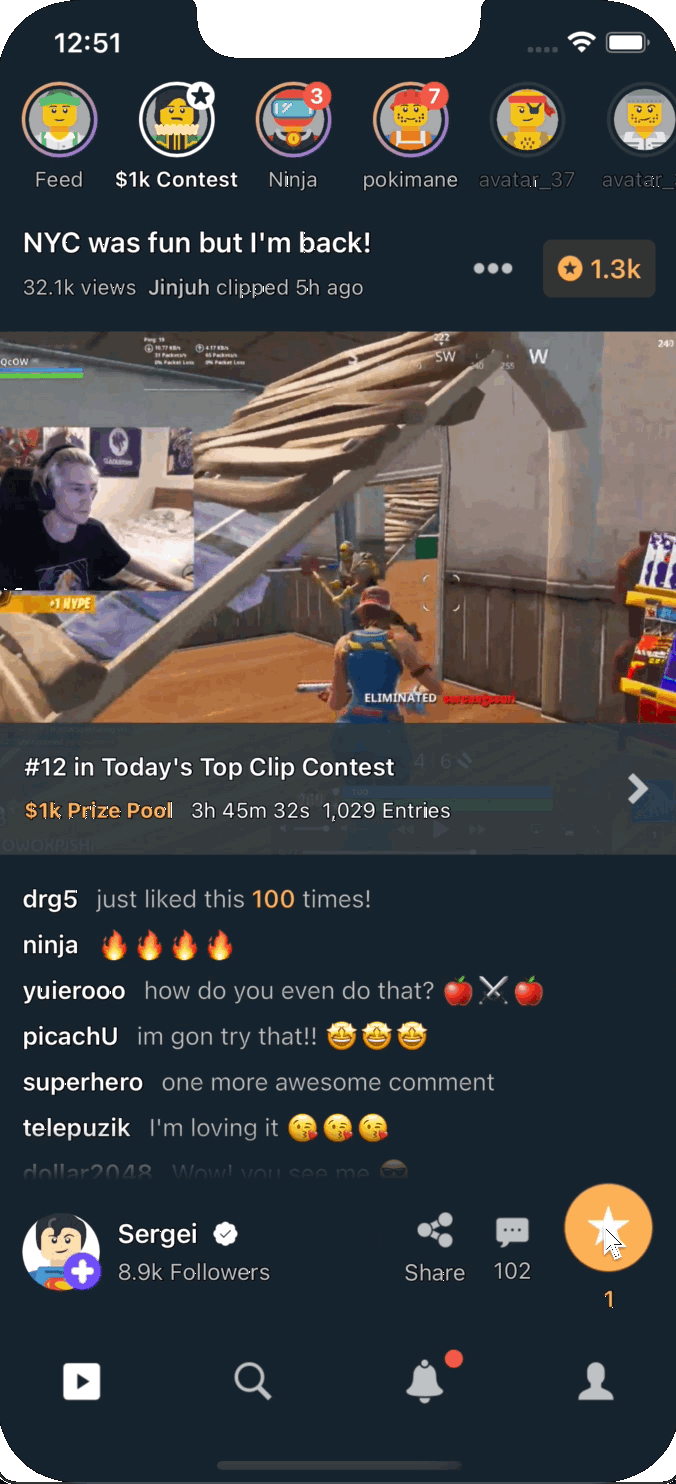 12:51
3
7
Feed
$1k Contest
Ninja
pokimane
avatar_37
avatar_
NYC was fun but I'm back!
32.1k views Jinjuh clipped 5h ago
1.3k
222
SW
W
240
QcOW
+1 HYPE
ELIMINATED
#12 in Today's Top Clip Contest
$1k Prize Pool 3h 45m 32s 1,029 Entries
drg5 just liked this 100 times!
ninja 🔥🔥🔥🔥
yuierooo how do you even do that? 🍎⚔️🍎
picachU im gon try that!! 🤩🤩🤩
superhero one more awesome comment
telepuzik I'm loving it 😘😘😘
dollar2048 Wow! you see me 😎
Sergei
8.9k Followers
Share
102
1